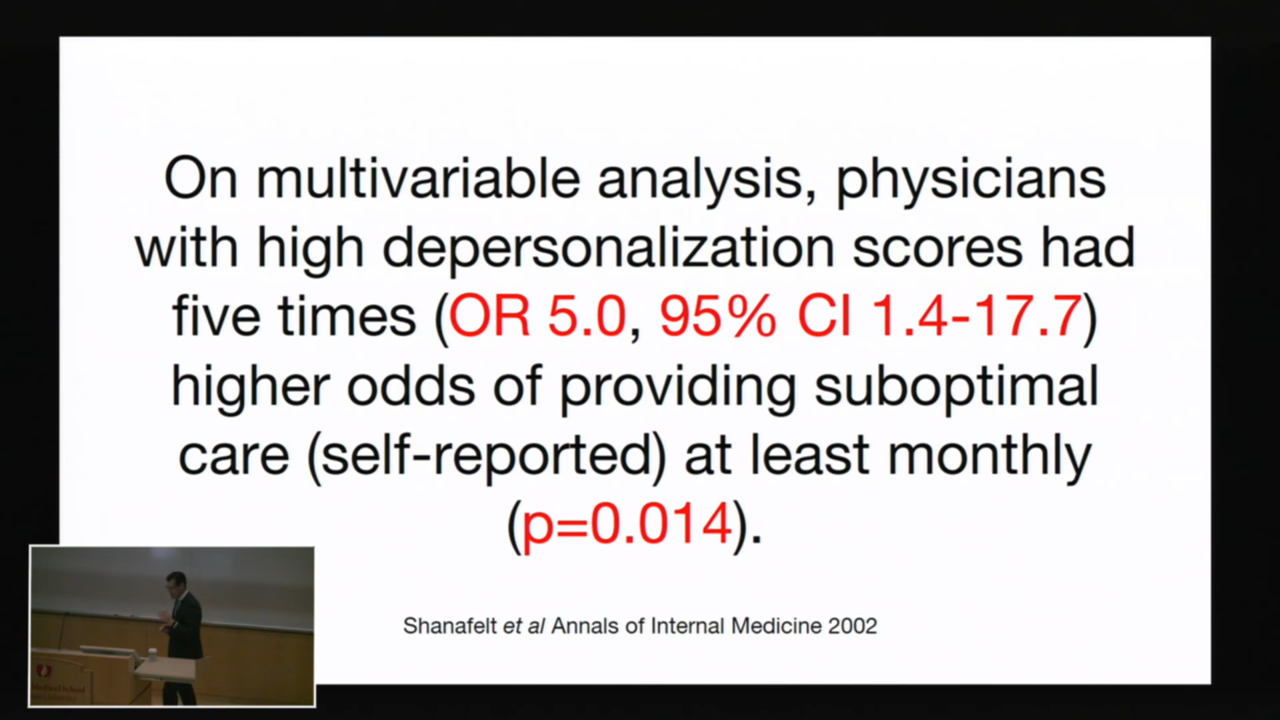 On multivariable analysis, physicians
with high depersonalization scores had
five times (OR 5.0, 95% CI 1.4-17.7)
higher odds of providing suboptimal
care (self-reported) at least monthly
(p=0.014).
Shanafelt et al Annals of Internal Medicine 2002
Medical School